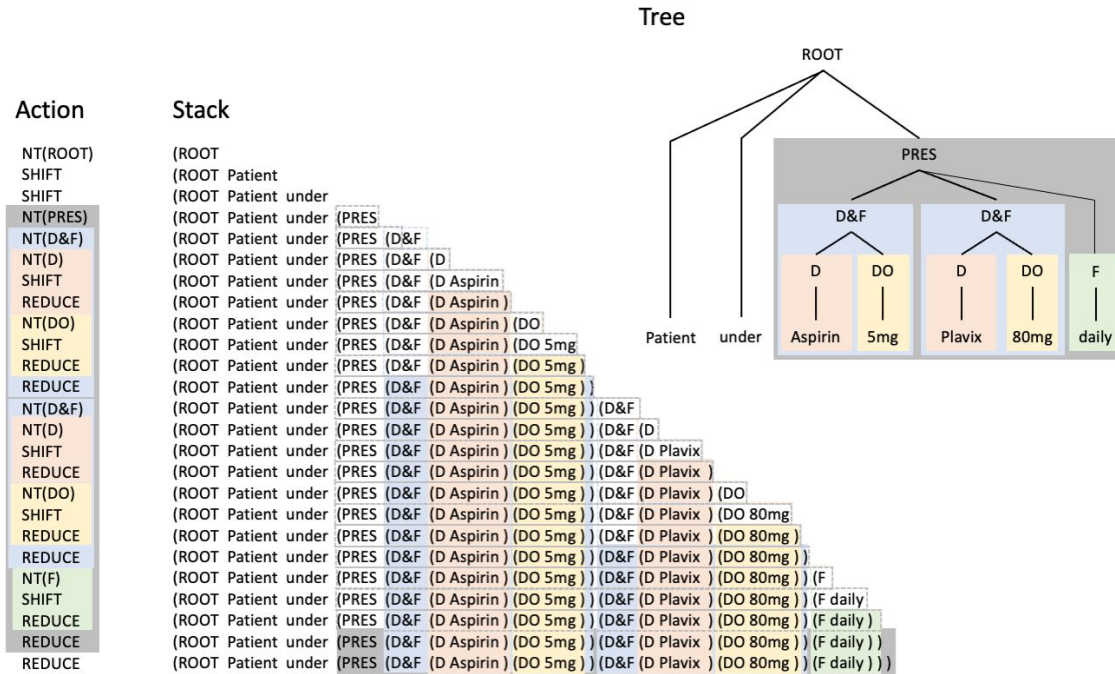 Action Stack
NT(ROOT) (ROOT
SHIFT (ROOT Patient
SHIFT (ROOT Patient under
NT(PRES) (ROOT Patient under (PRES
NT(D&F) (ROOT Patient under (PRES (D&F
NT(D) (ROOT Patient under (PRES (D&F (D
SHIFT (ROOT Patient under (PRES (D&F (D Aspirin
REDUCE (ROOT Patient under (PRES (D&F (D Aspirin )
NT(DO) (ROOT Patient under (PRES (D&F (D Aspirin ) (DO
SHIFT (ROOT Patient under (PRES (D&F (D Aspirin ) (DO 5mg
REDUCE (ROOT Patient under (PRES (D&F (D Aspirin ) (DO 5mg )
REDUCE (ROOT Patient under (PRES (D&F (D Aspirin ) (DO 5mg ) )
NT(D&F) (ROOT Patient under (PRES (D&F (D Aspirin ) (DO 5mg ) ) (D&F
NT(D) (ROOT Patient under (PRES (D&F (D Aspirin ) (DO 5mg ) ) (D&F (D
SHIFT (ROOT Patient under (PRES (D&F (D Aspirin ) (DO 5mg ) ) (D&F (D Plavix
REDUCE (ROOT Patient under (PRES (D&F (D Aspirin ) (DO 5mg ) ) (D&F (D Plavix )
NT(DO) (ROOT Patient under (PRES (D&F (D Aspirin ) (DO 5mg ) ) (D&F (D Plavix ) (DO
SHIFT (ROOT Patient under (PRES (D&F (D Aspirin ) (DO 5mg ) ) (D&F (D Plavix ) (DO 80mg
REDUCE (ROOT Patient under (PRES (D&F (D Aspirin ) (DO 5mg ) ) (D&F (D Plavix ) (DO 80mg )
REDUCE (ROOT Patient under (PRES (D&F (D Aspirin ) (DO 5mg ) ) (D&F (D Plavix ) (DO 80mg ) )
NT(F) (ROOT Patient under (PRES (D&F (D Aspirin ) (DO 5mg ) ) (D&F (D Plavix ) (DO 80mg ) ) (F
SHIFT (ROOT Patient under (PRES (D&F (D Aspirin ) (DO 5mg ) ) (D&F (D Plavix ) (DO 80mg ) ) (F daily
REDUCE (ROOT Patient under (PRES (D&F (D Aspirin ) (DO 5mg ) ) (D&F (D Plavix ) (DO 80mg ) ) (F daily )
REDUCE (ROOT Patient under (PRES (D&F (D Aspirin ) (DO 5mg ) ) (D&F (D Plavix ) (DO 80mg ) ) (F daily ) )
REDUCE (ROOT Patient under (PRES (D&F (D Aspirin ) (DO 5mg ) ) (D&F (D Plavix ) (DO 80mg ) ) (F daily ) ) )
Tree
ROOT
PRES
D&F D&F
D DO D DO F
Patient under Aspirin 5mg Plavix 80mg daily